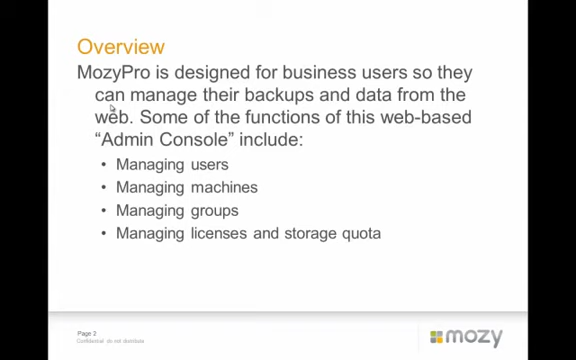 Overview
MozyPro is designed for business users so they
can manage their backups and data from the
web. Some of the functions of this web-based
“Admin Console” include:
• Managing users
• Managing machines
• Managing groups
• Managing licenses and storage quota
Page 2
Confidential do not distribute
mozy